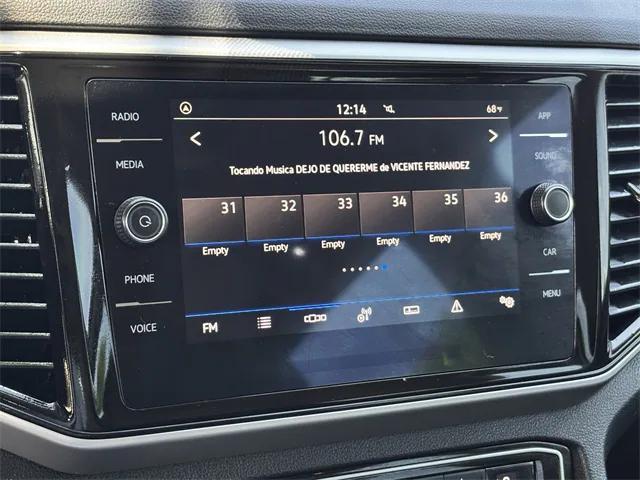 RADIO
MEDIA
PHONE
VOICE
12:14
68°F
106.7 FM
Tocando Musica DEJO DE QUERERME de VICENTE FERNANDEZ
31 32 33 34 35 36
Empty Empty Empty Empty Empty Empty
FM
APP
SOUND
CAR
MENU